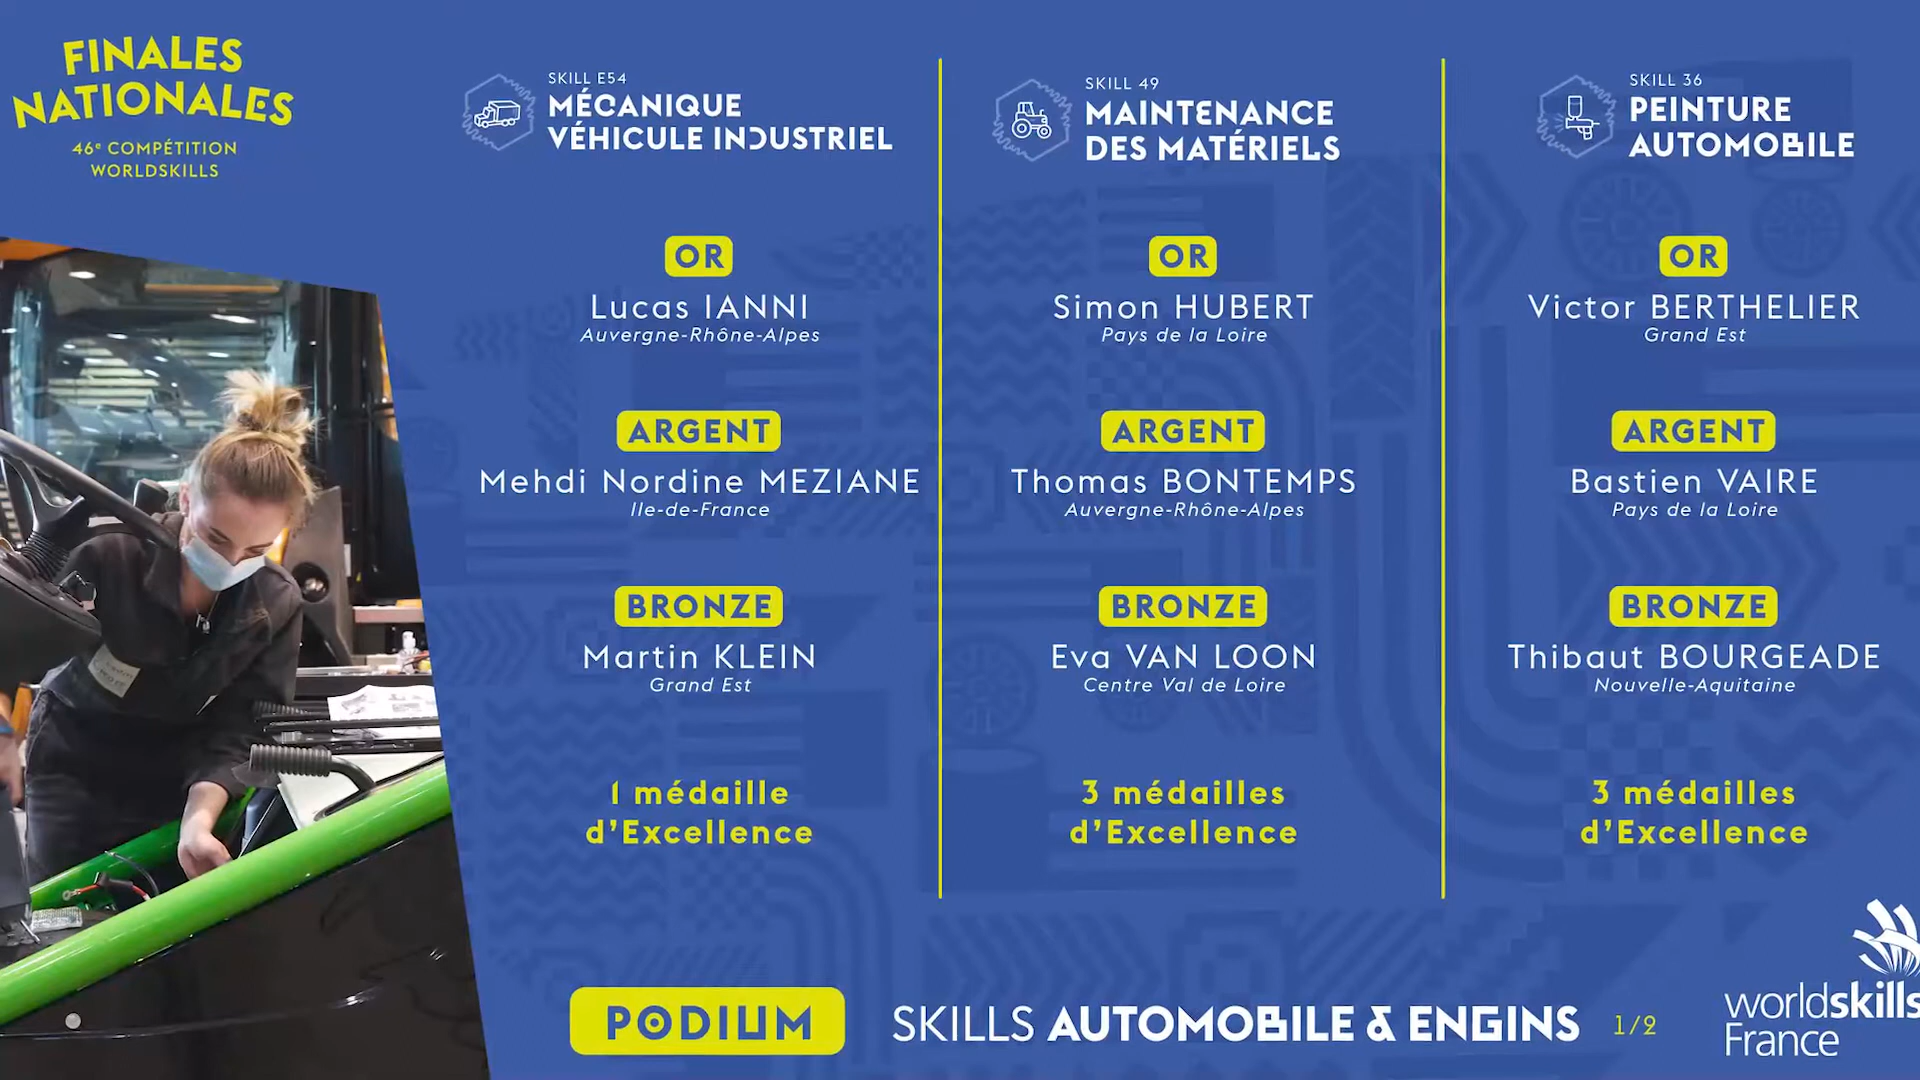 FINALES
NATIONALES
46e COMPÉTITION
WORLDSKILLS
SKILL E54
MÉCANIQUE
VÉHICULE INDUSTRIEL
OR
Lucas IANNI
Auvergne-Rhône-Alpes
ARGENT
Mehdi Nordine MEZIANE
Ile-de-France
BRONZE
Martin KLEIN
Grand Est
1 médaille
d'Excellence
SKILL 49
MAINTENANCE
DES MATÉRIELS
OR
Simon HUBERT
Pays de la Loire
ARGENT
Thomas BONTEMPS
Auvergne-Rhône-Alpes
BRONZE
Eva VAN LOON
Centre Val de Loire
3 médailles
d'Excellence
SKILL 36
PEINTURE
AUTOMOBILE
OR
Victor BERTHELIER
Grand Est
ARGENT
Bastien VAIRE
Pays de la Loire
BRONZE
Thibaut BOURGEADE
Nouvelle-Aquitaine
3 médailles
d'Excellence
PODIUM
SKILLS AUTOMOBILE & ENGINS 1/2
worldskills
France